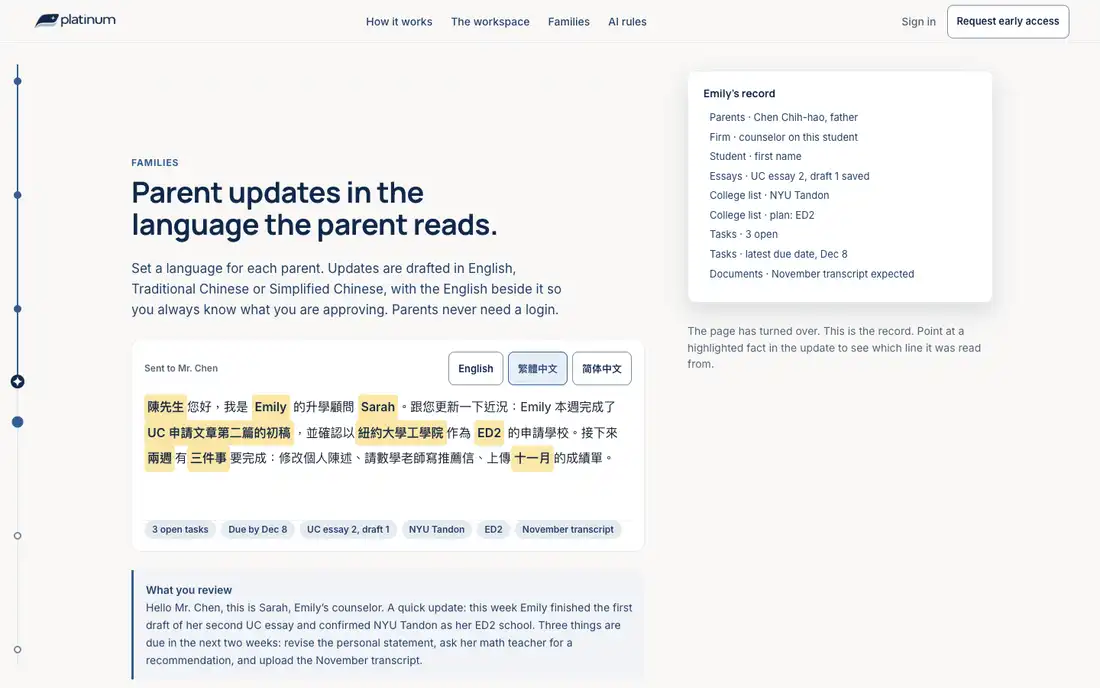 platinum
How it works
The workspace
Families
AI rules
Sign in
Request early access
FAMILIES
Parent updates in the
language the parent reads.
Set a language for each parent. Updates are drafted in English,
Traditional Chinese or Simplified Chinese, with the English beside it so
you always know what you are approving. Parents never need a login.
Sent to Mr. Chen
English
繁體中文
简体中文
陳先生您好，我是 Emily 的升學顧問 Sarah 。跟您更新一下近況：Emily 本週完成了
UC 申請文章第二篇的初稿，並確認以紐約大學工學院作為 ED2 的申請學校。接下來
兩週有三件事要完成：修改個人陳述、請數學老師寫推薦信、上傳十一月的成績單。
3 open tasks
Due by Dec 8
UC essay 2, draft 1
NYU Tandon
ED2
November transcript
What you review
Hello Mr. Chen, this is Sarah, Emily's counselor. A quick update: this week Emily finished the first
draft of her second UC essay and confirmed NYU Tandon as her ED2 school. Three things are
due in the next two weeks: revise the personal statement, ask her math teacher for a
recommendation, and upload the November transcript.
Emily's record
Parents · Chen Chih-hao, father
Firm · counselor on this student
Student · first name
Essays · UC essay 2, draft 1 saved
College list · NYU Tandon
College list · plan: ED2
Tasks · 3 open
Tasks · latest due date, Dec 8
Documents · November transcript expected
The page has turned over. This is the record. Point at a
highlighted fact in the update to see which line it was read
from.